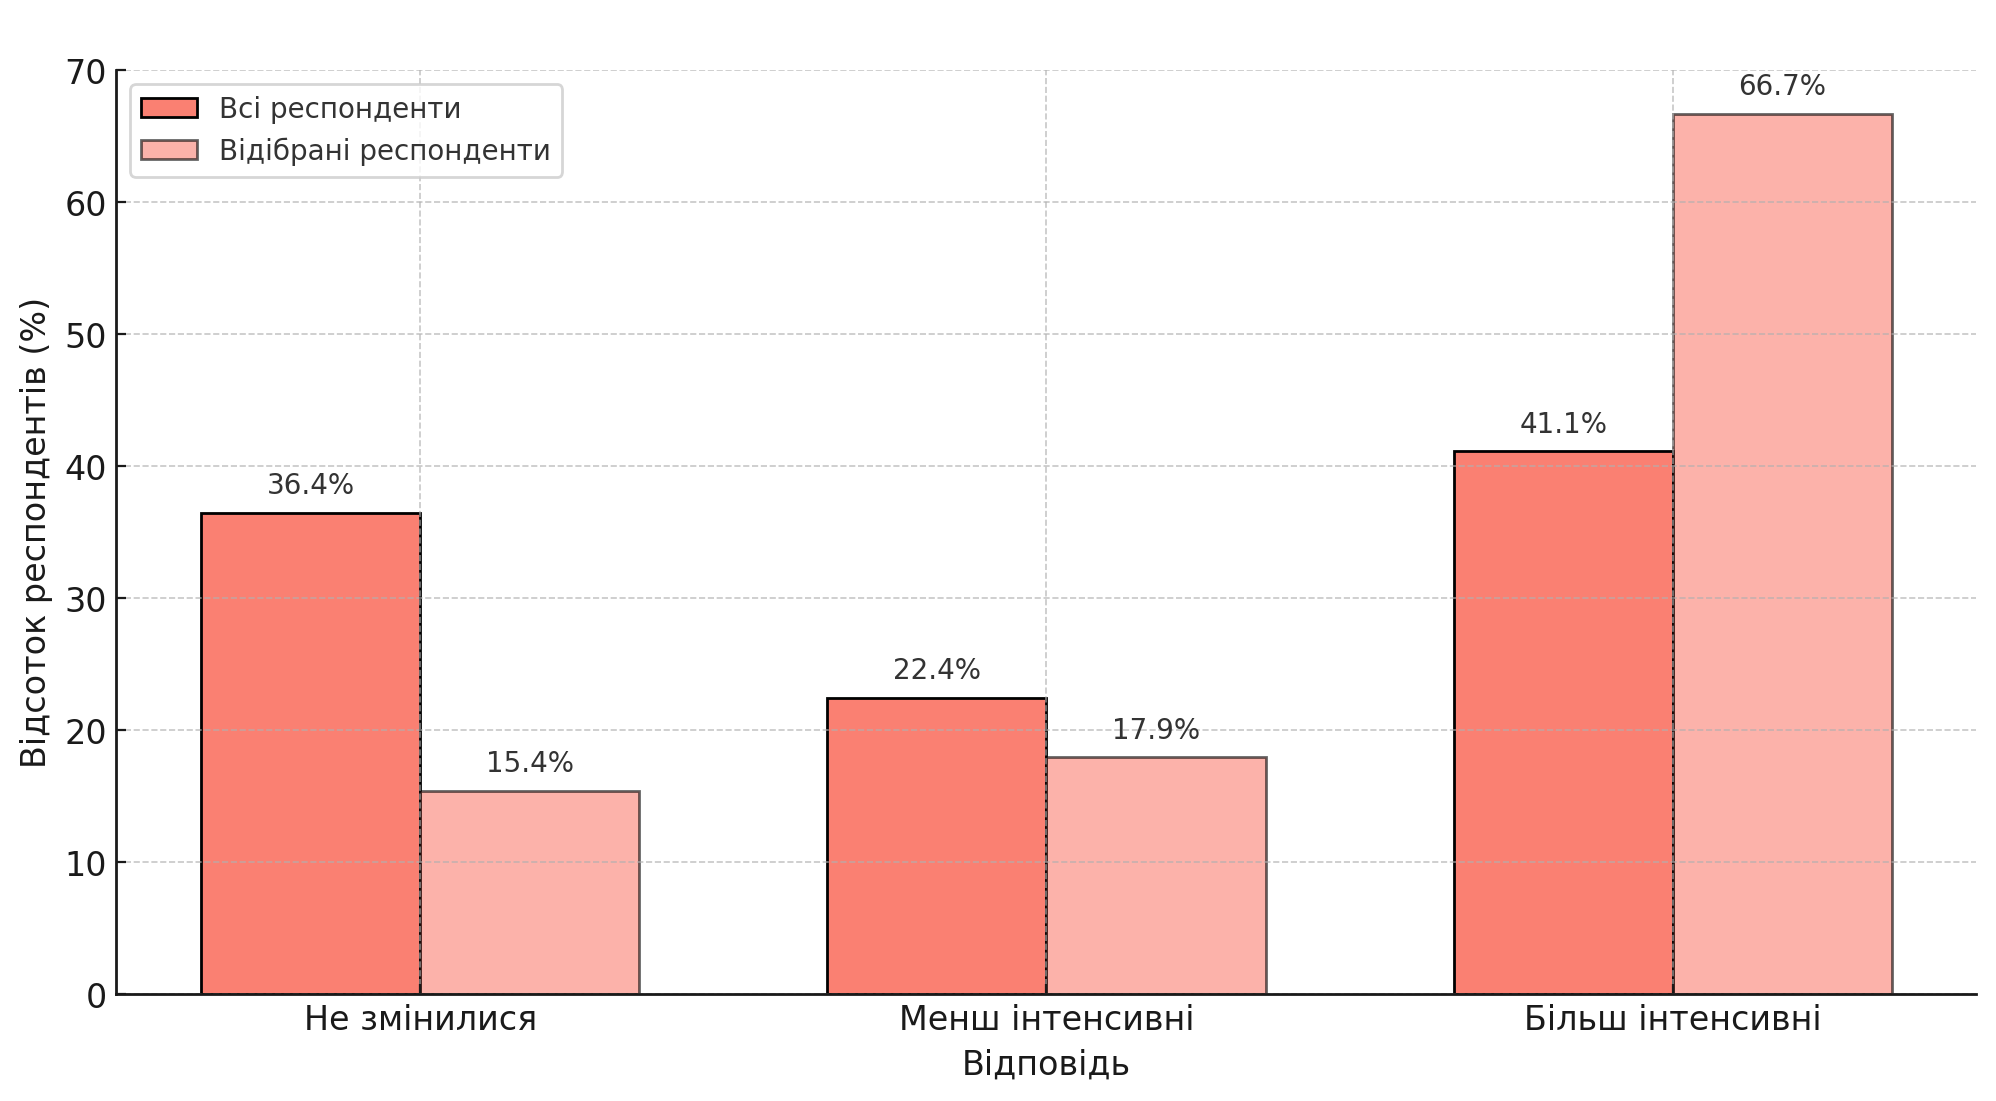 70
60
50
40
30
20
10
0
Відсоток респондентів (%)
Всі респонденти
Відібрані респонденти
36.4%
15.4%
22.4%
17.9%
41.1%
66.7%
Не змінилися
Менш інтенсивні
Більш інтенсивні
Відповідь